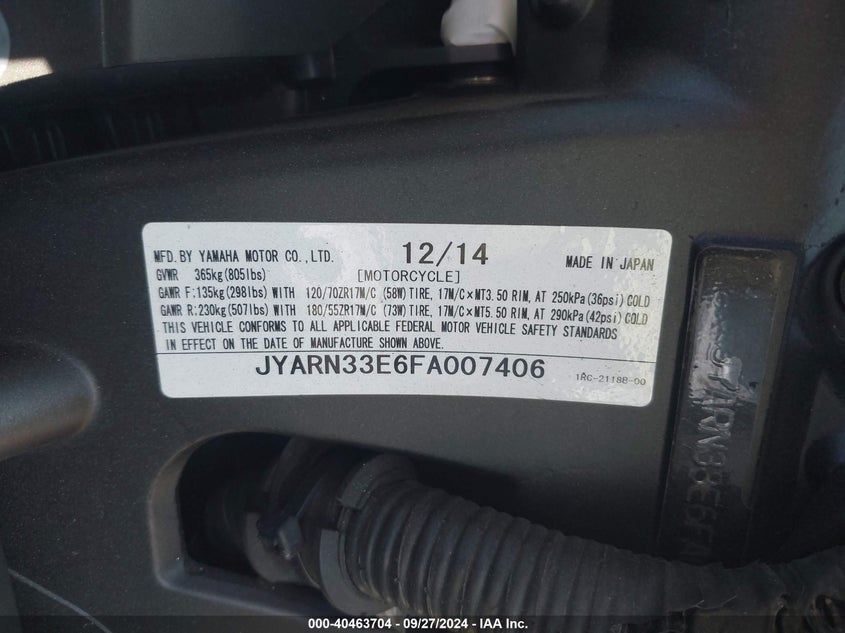 MFD.BY YAMAHA MOTOR CO.,LTD. 12/14 MADE IN JAPAN
GVWR 365kg(805lbs) [MOTORCYCLE]
GAWR F:135kg(298lbs) WITH 120/70ZR17M/C (58W) TIRE, 17M/C×MT3.50 RIM, AT 250kPa(36psi) COLD
GAWR R:230kg(507lbs) WITH 180/55ZR17M/C (73W) TIRE, 17M/C×MT5.50 RIM, AT 290kPa(42psi) COLD
THIS VEHICLE CONFORMS TO ALL APPLICABLE FEDERAL MOTOR VEHICLE SAFETY STANDARDS
IN EFFECT ON THE DATE OF MANUFACTURE SHOWN ABOVE.
JYARN33E6FA007406 1RC-2118B-00
000-40463704 - 09/27/2024 - IAA Inc.